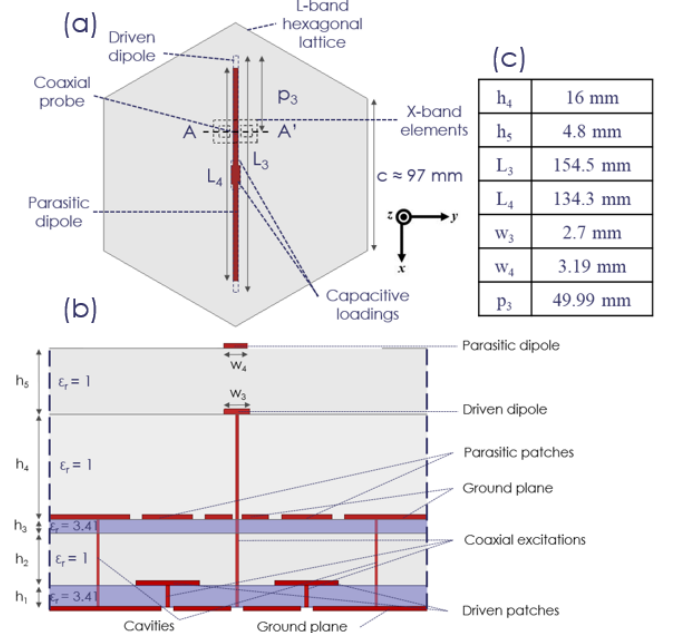 (a)
L-band
hexagonal
lattice
Driven
dipole
Coaxial
probe
p₃
A A'
X-band
elements
L₃
L₄
c ≈ 97 mm
Parasitic
dipole
z y
x
Capacitive
loadings
(c)
h₄ 16 mm
h₅ 4.8 mm
L₃ 154.5 mm
L₄ 134.3 mm
w₃ 2.7 mm
w₄ 3.19 mm
p₃ 49.99 mm
(b)
Parasitic dipole
w₄
h₅ εᵣ = 1
w₃
Driven dipole
Parasitic patches
h₄ εᵣ = 1
Ground plane
h₃ εᵣ = 3.41
Coaxial excitations
h₂ εᵣ = 1
h₁ εᵣ = 3.41
Driven patches
Cavities Ground plane